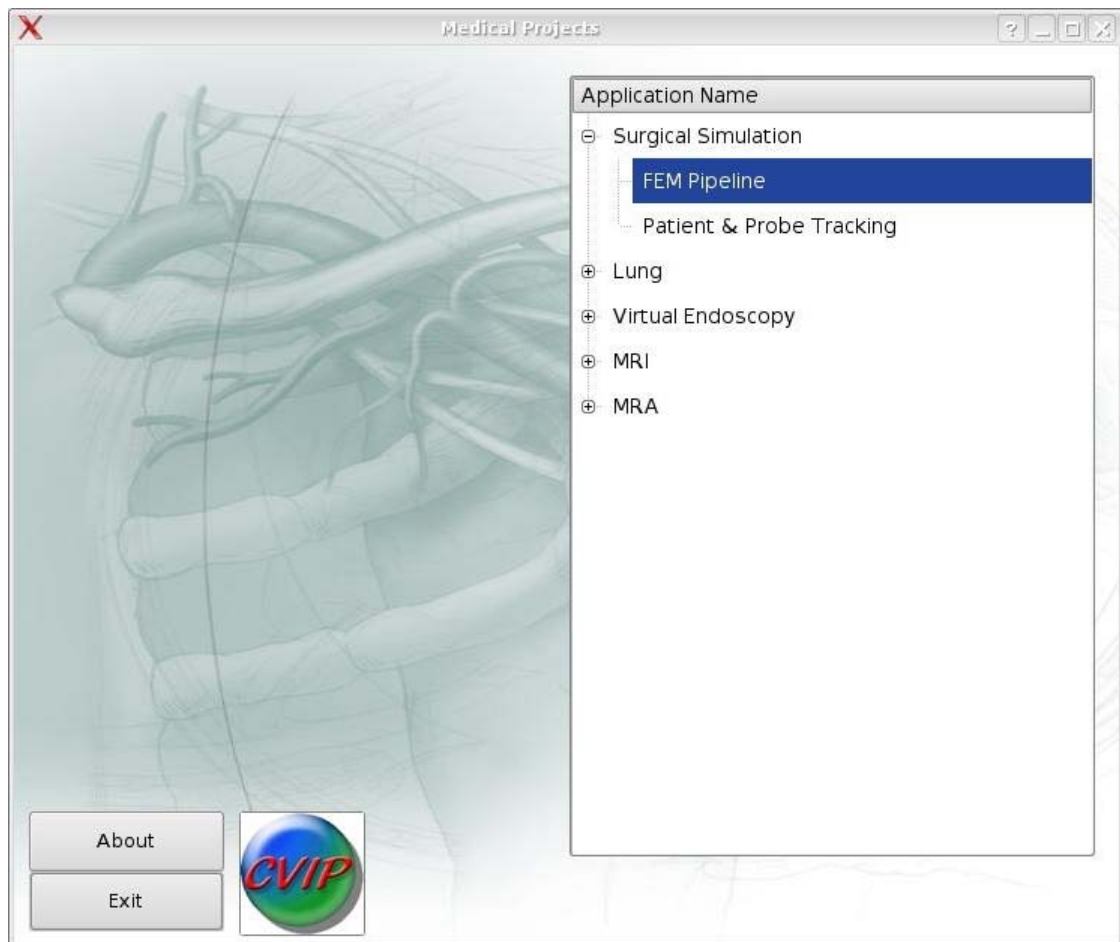 Medical Projects
Application Name
Surgical Simulation
FEM Pipeline
Patient & Probe Tracking
Lung
Virtual Endoscopy
MRI
MRA
About
Exit
CVIP